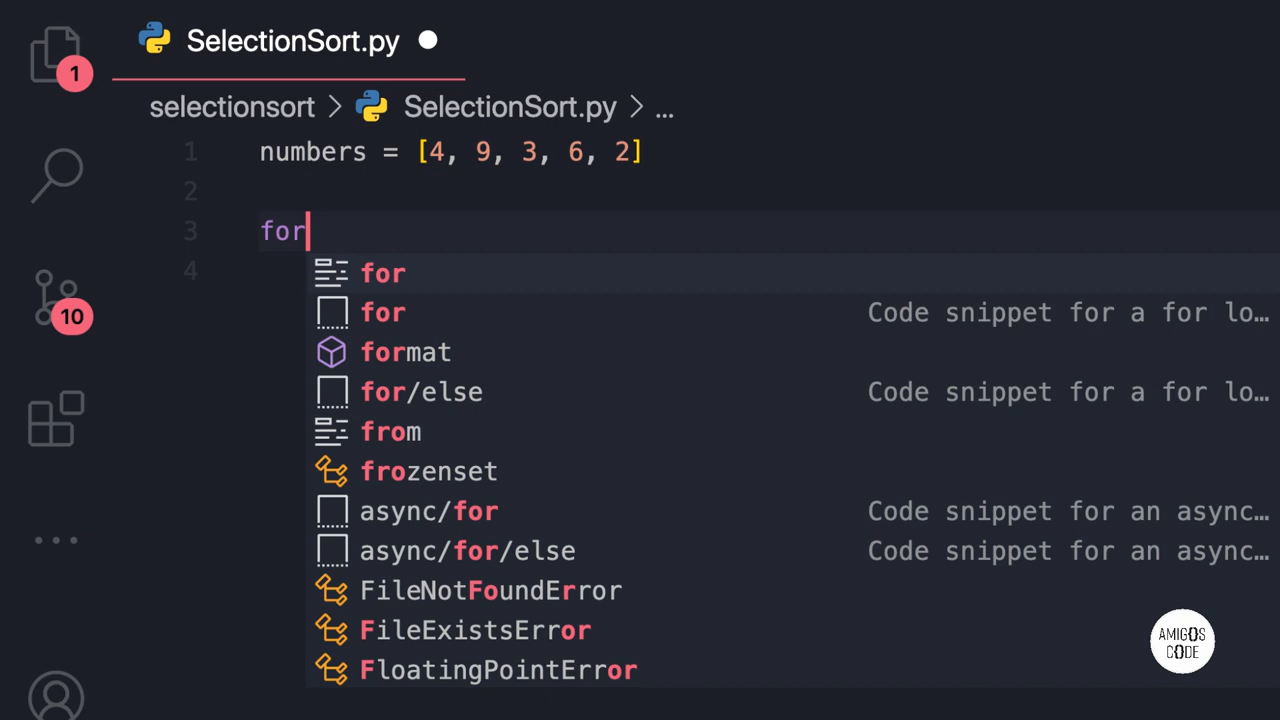 SelectionSort.py
1
selectionsort > SelectionSort.py > ...
1 numbers = [4, 9, 3, 6, 2]
2
3 for
4
for
for Code snippet for a for lo…
format
for/else Code snippet for a for lo…
from
frozenset
async/for Code snippet for an async…
async/for/else Code snippet for an async…
FileNotFoundError
FileExistsError
FloatingPointError
10
AMIGOS
CODE